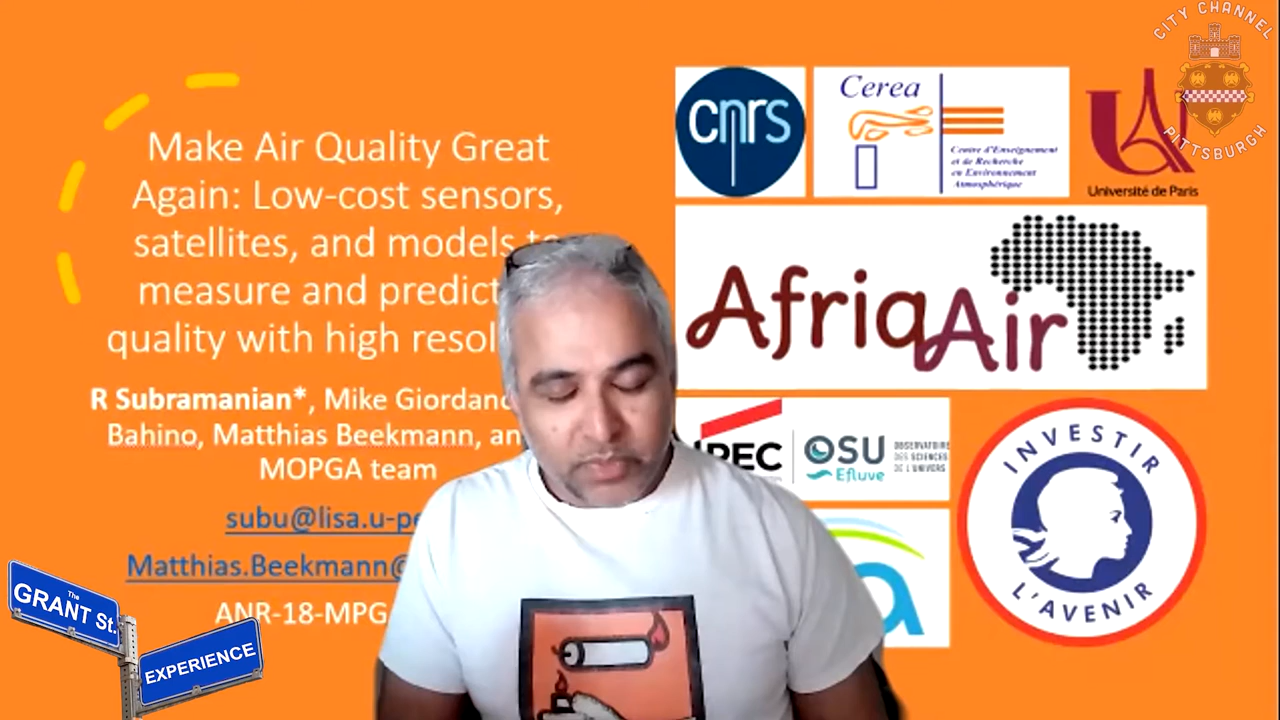 CITY CHANNEL
PITTSBURGH
Make Air Quality Great
Again: Low-cost sensors,
satellites, and models to
measure and predict
quality with high resol
R Subramanian*, Mike Giordano
Bahino, Matthias Beekmann, an
MOPGA team
subu@lisa.u-pe
Matthias.Beekmann@
ANR-18-MPG
cnrs
Cerea
Centre d'Enseignement
et de Recherche
en Environnement
Atmosphérique
Université de Paris
AfriqAir
PEC
OSU
Efluve
OBSERVATOIRE
DES SCIENCES
DE L'UNIVERS
INVESTIR
L'AVENIR
The
GRANT St.
EXPERIENCE